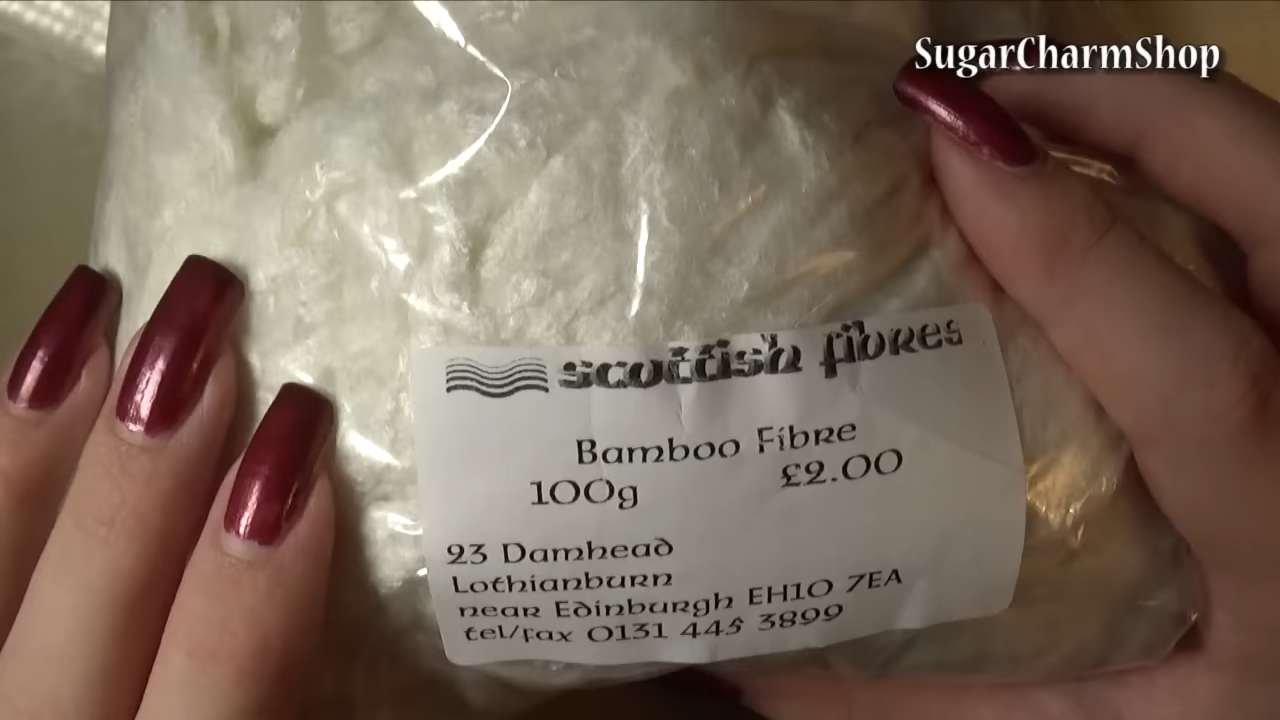 SugarCharmShop
scottish fibres
Bamboo Fibre
100g £2.00
23 Damhead
Lothianburn
near Edinburgh EH10 7EA
tel/fax 0131 445 3899